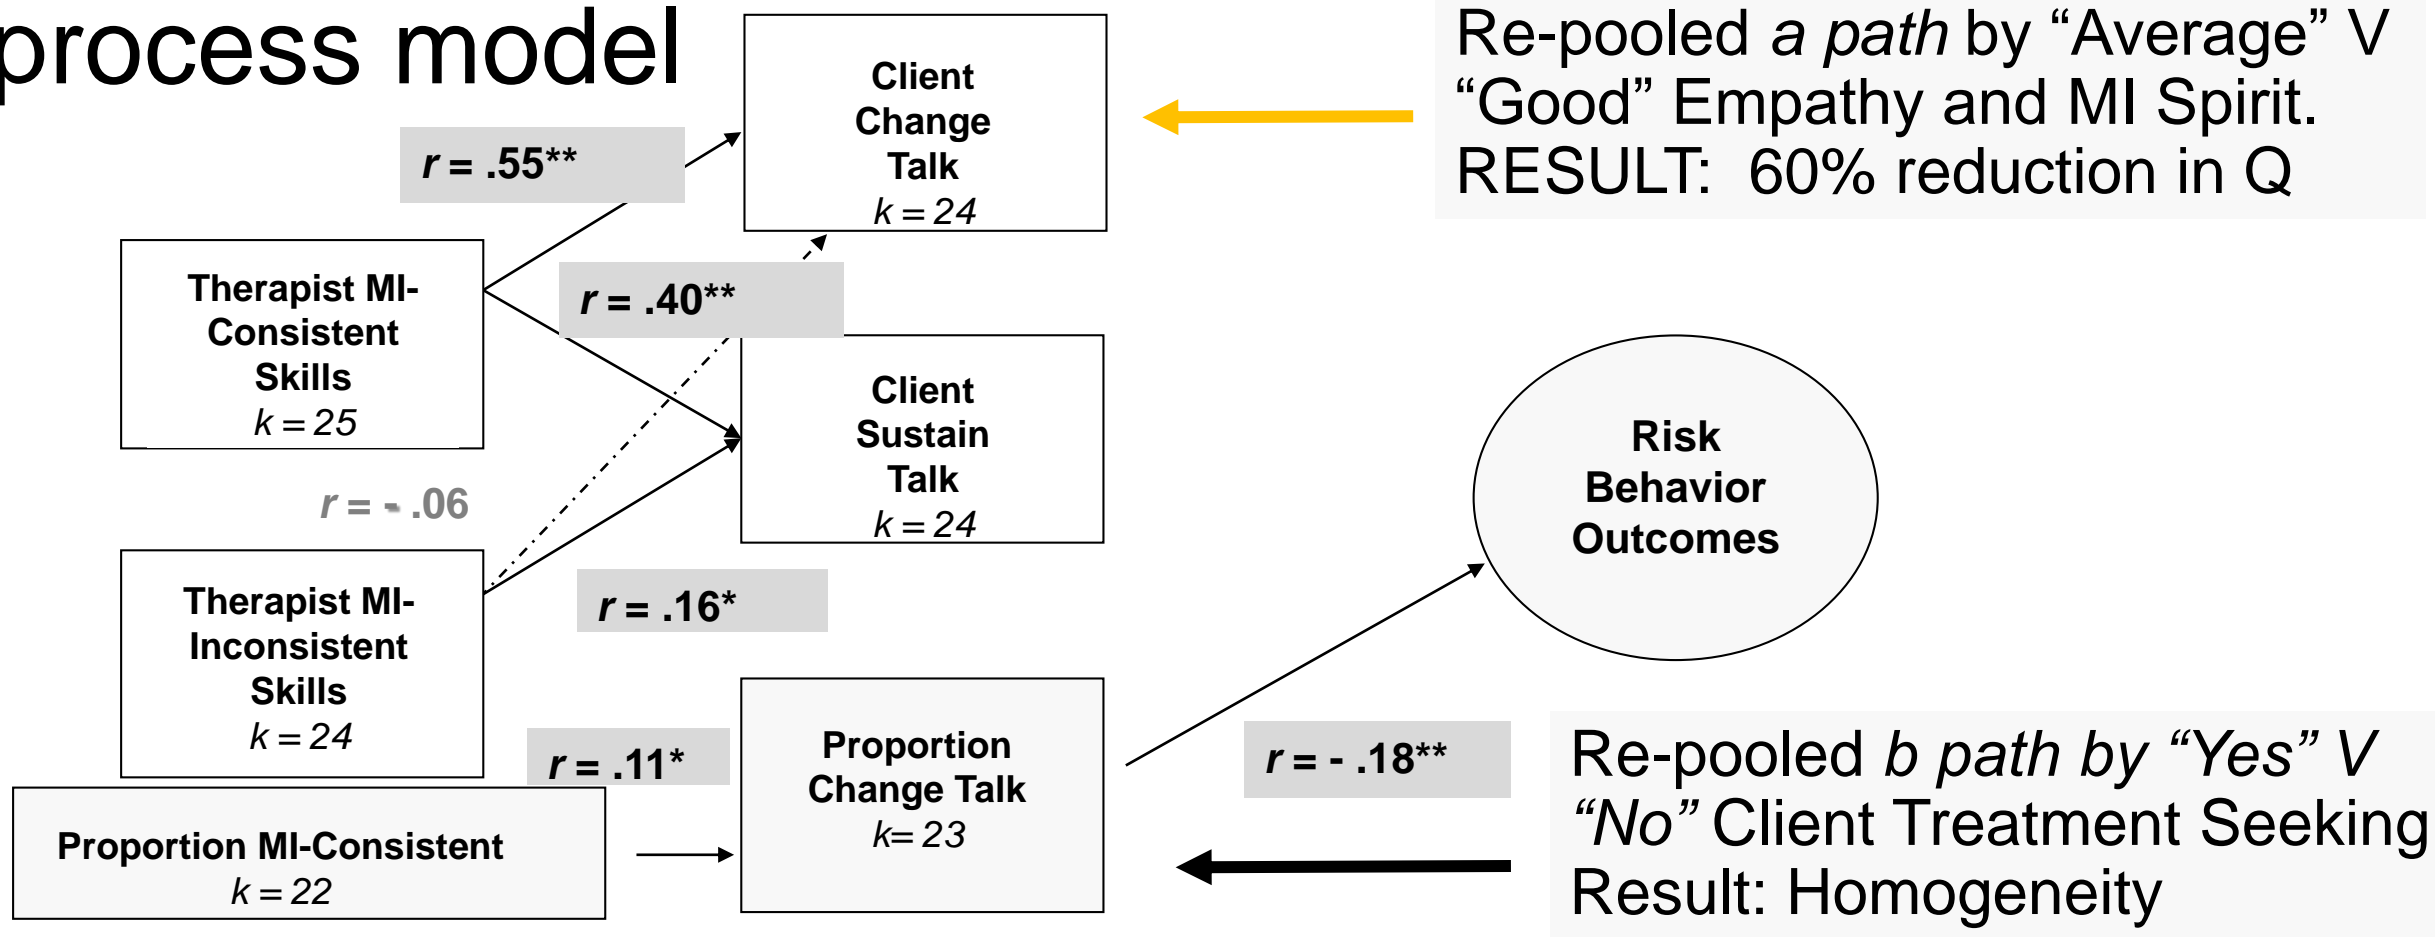 process model
Client
Change
Talk
k = 24
Re-pooled a path by “Average” V
“Good” Empathy and MI Spirit.
RESULT:  60% reduction in Q
r = .55**
Therapist MI-
Consistent
Skills
k = 25
r = .40**
Client
Sustain
Talk
k = 24
Risk
Behavior
Outcomes
r = - .06
Therapist MI-
Inconsistent
Skills
k = 24
r = .16*
r = .11*
Proportion
Change Talk
k= 23
r = - .18**
Re-pooled b path by “Yes” V
“No” Client Treatment Seeking
Result: Homogeneity
Proportion MI-Consistent
k = 22